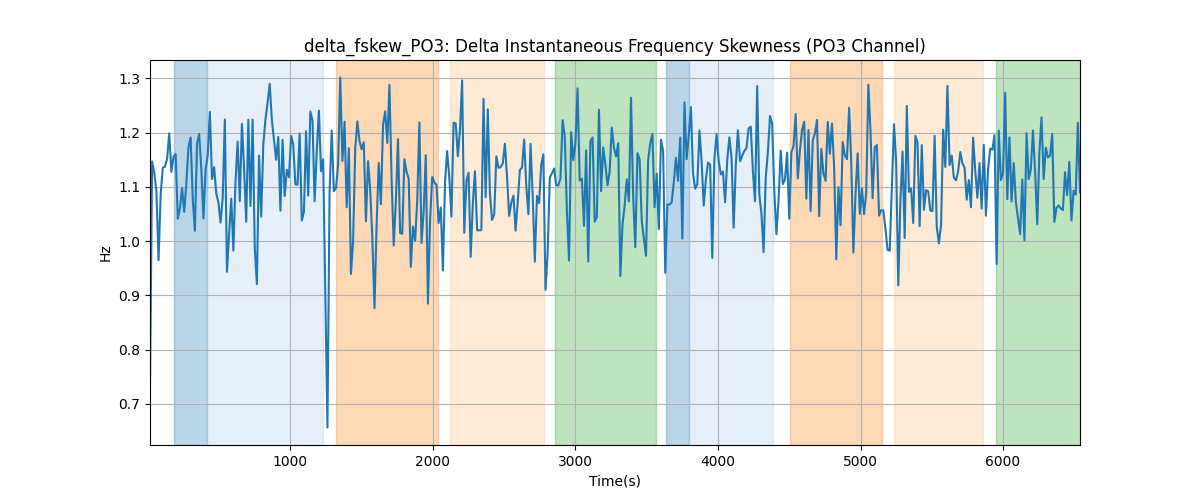 delta_fskew_PO3: Delta Instantaneous Frequency Skewness (PO3 Channel)
1.3
1.2
1.1
1.0
0.9
0.8
0.7
Hz
1000 2000 3000 4000 5000 6000
Time(s)